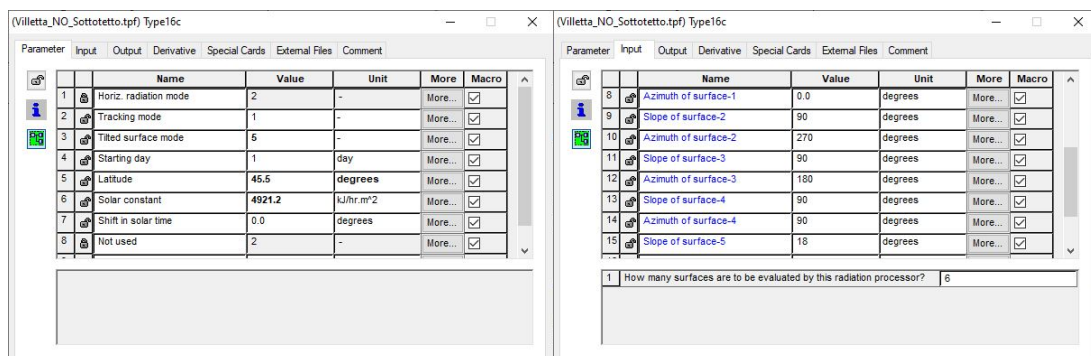 (Villetta_NO_Sottotetto.tpf) Type16c
Parameter Input Output Derivative Special Cards External Files Comment
Name Value Unit More Macro
1 Horiz. radiation mode 2 - More...
2 Tracking mode 1 - More...
3 Tilted surface mode 5 - More...
4 Starting day 1 day More...
5 Latitude 45.5 degrees More...
6 Solar constant 4921.2 kJ/hr.m^2 More...
7 Shift in solar time 0.0 degrees More...
8 Not used 2 - More...
(Villetta_NO_Sottotetto.tpf) Type16c
Parameter Input Output Derivative Special Cards External Files Comment
Name Value Unit More Macro
8 Azimuth of surface-1 0.0 degrees More...
9 Slope of surface-2 90 degrees More...
10 Azimuth of surface-2 270 degrees More...
11 Slope of surface-3 90 degrees More...
12 Azimuth of surface-3 180 degrees More...
13 Slope of surface-4 90 degrees More...
14 Azimuth of surface-4 90 degrees More...
15 Slope of surface-5 18 degrees More...
1 How many surfaces are to be evaluated by this radiation processor? 6